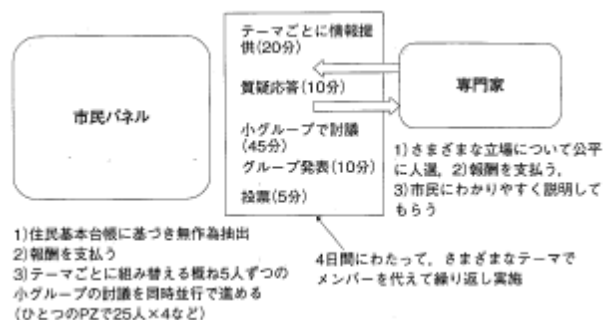 テーマごとに情報提
供(20分)
質疑応答(10分)
小グループで討議
(45分)
グループ発表(10分)
投票(5分)
市民パネル
専門家
1)さまざまな立場について公平
に人選，2)報酬を支払う，
3)市民にわかりやすく説明して
もらう
1)住民基本台帳に基づき無作為抽出
2)報酬を支払う
3)テーマごとに組み替える概ね5人ずつの
小グループの討議を同時並行で進める
(ひとつのPZで25人×4など)
4日間にわたって，さまざまなテーマで
メンバーを代えて繰り返し実施